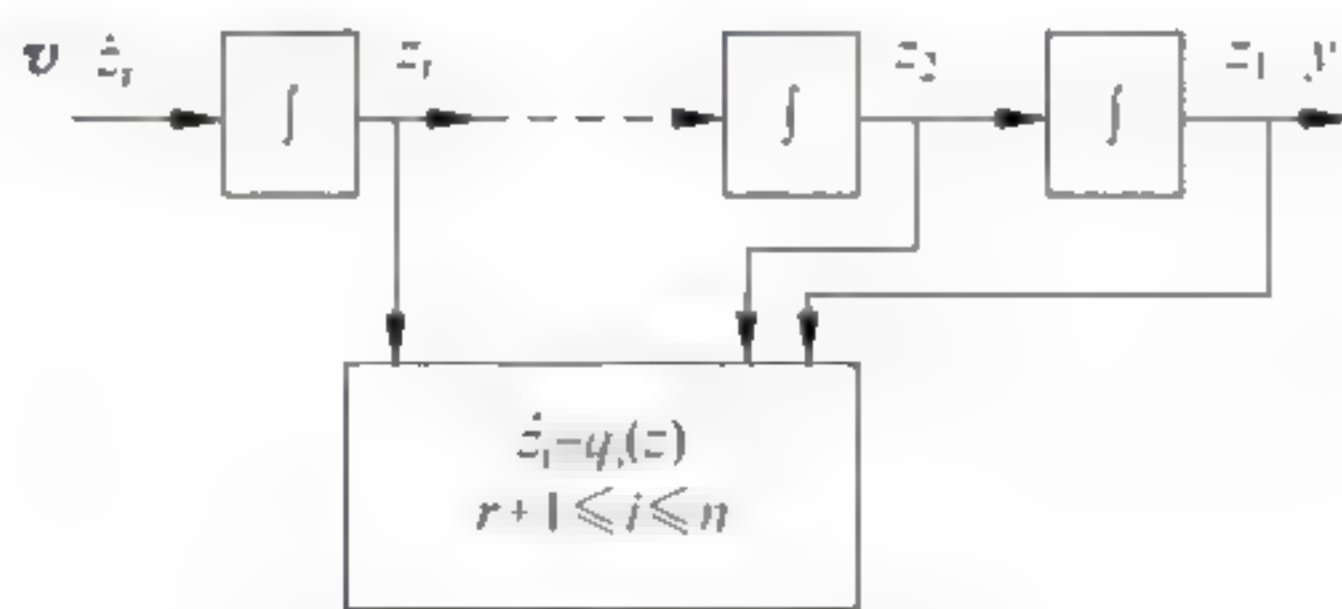 v ż_r ∫ z_r ∫ z_2 ∫ z_1 y
ż_i=q_i(z)
r+1≤i≤n